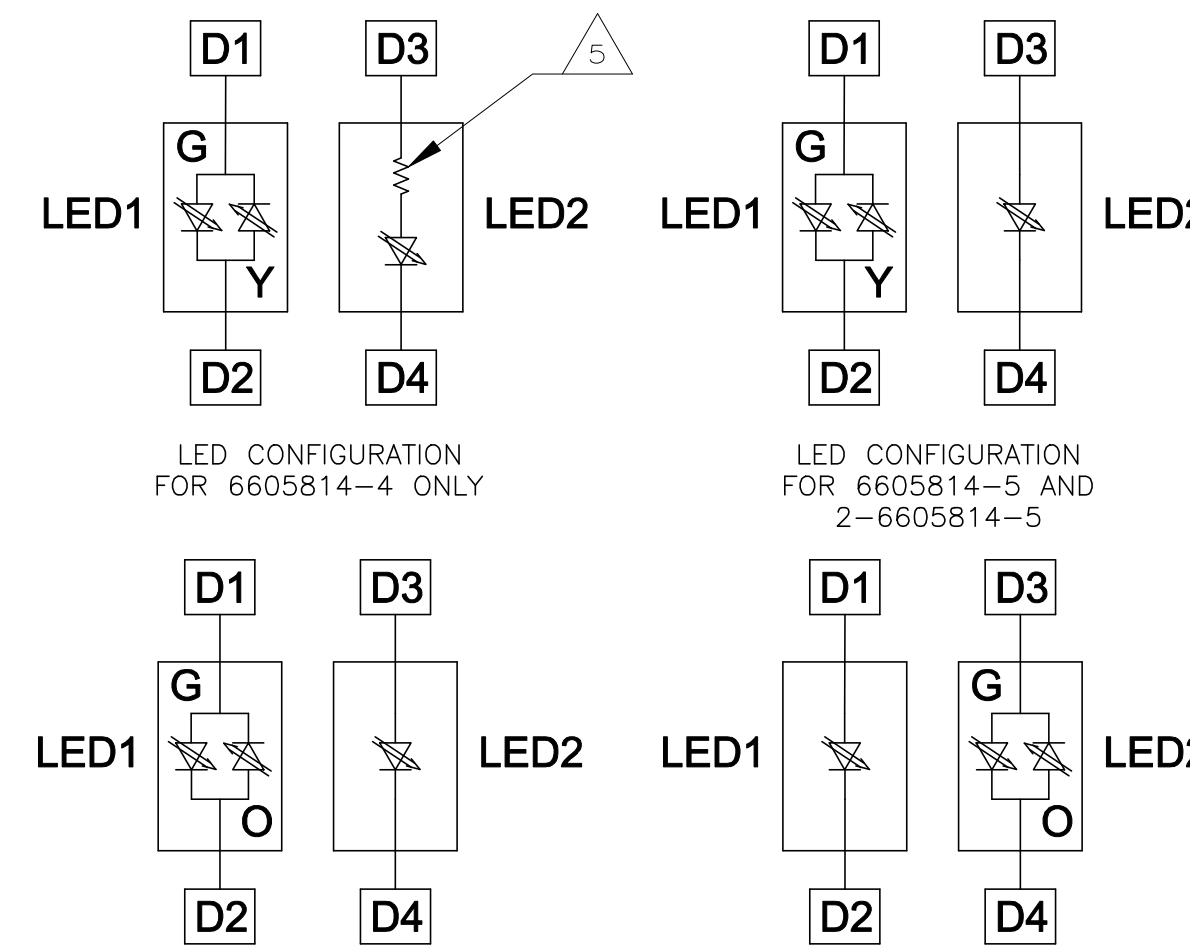 D1 D3 5 D1 D3
G G
LED1 LED2 LED1 LED2
Y Y
D2 D4 D2 D4
LED CONFIGURATION
FOR 6605814-4 ONLY
LED CONFIGURATION
FOR 6605814-5 AND
2-6605814-5
D1 D3 D1 D3
G G
LED1 LED2 LED1 LED2
O O
D2 D4 D2 D4